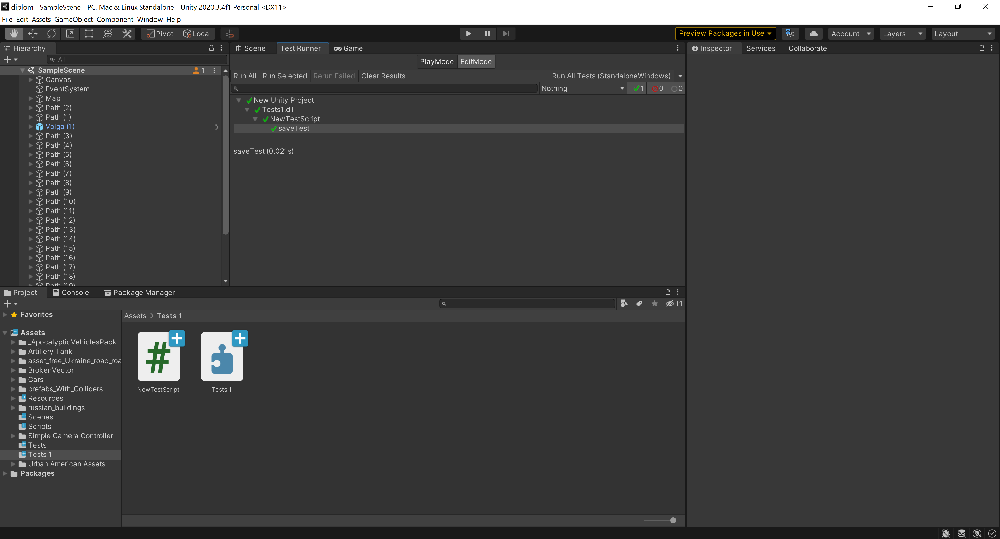 diplom - SampleScene - PC, Mac & Linux Standalone - Unity 2020.3.4f1 Personal <DX11>
File Edit Assets GameObject Component Window Help
Pivot Local Preview Packages in Use Account Layers Layout
Hierarchy
All
SampleScene 1
Canvas
EventSystem
Map
Path (2)
Path (1)
Volga (1)
Path (3)
Path (4)
Path (5)
Path (6)
Path (7)
Path (8)
Path (9)
Path (10)
Path (11)
Path (12)
Path (13)
Path (14)
Path (15)
Path (16)
Path (17)
Path (18)
Path (19)
Scene Test Runner Game
PlayMode EditMode
Run All Run Selected Rerun Failed Clear Results Run All Tests (StandaloneWindows)
Nothing 1 0 0
New Unity Project
Tests1.dll
NewTestScript
saveTest
saveTest (0,021s)
Inspector Services Collaborate
Project Console Package Manager
11
Favorites
Assets
_ApocalypticVehiclesPack
Artillery Tank
asset_free_Ukraine_road_roa
BrokenVector
Cars
prefabs_With_Colliders
Resources
russian_buildings
Scenes
Scripts
Simple Camera Controller
Tests
Tests 1
Urban American Assets
Packages
Assets > Tests 1
NewTestScript
Tests 1